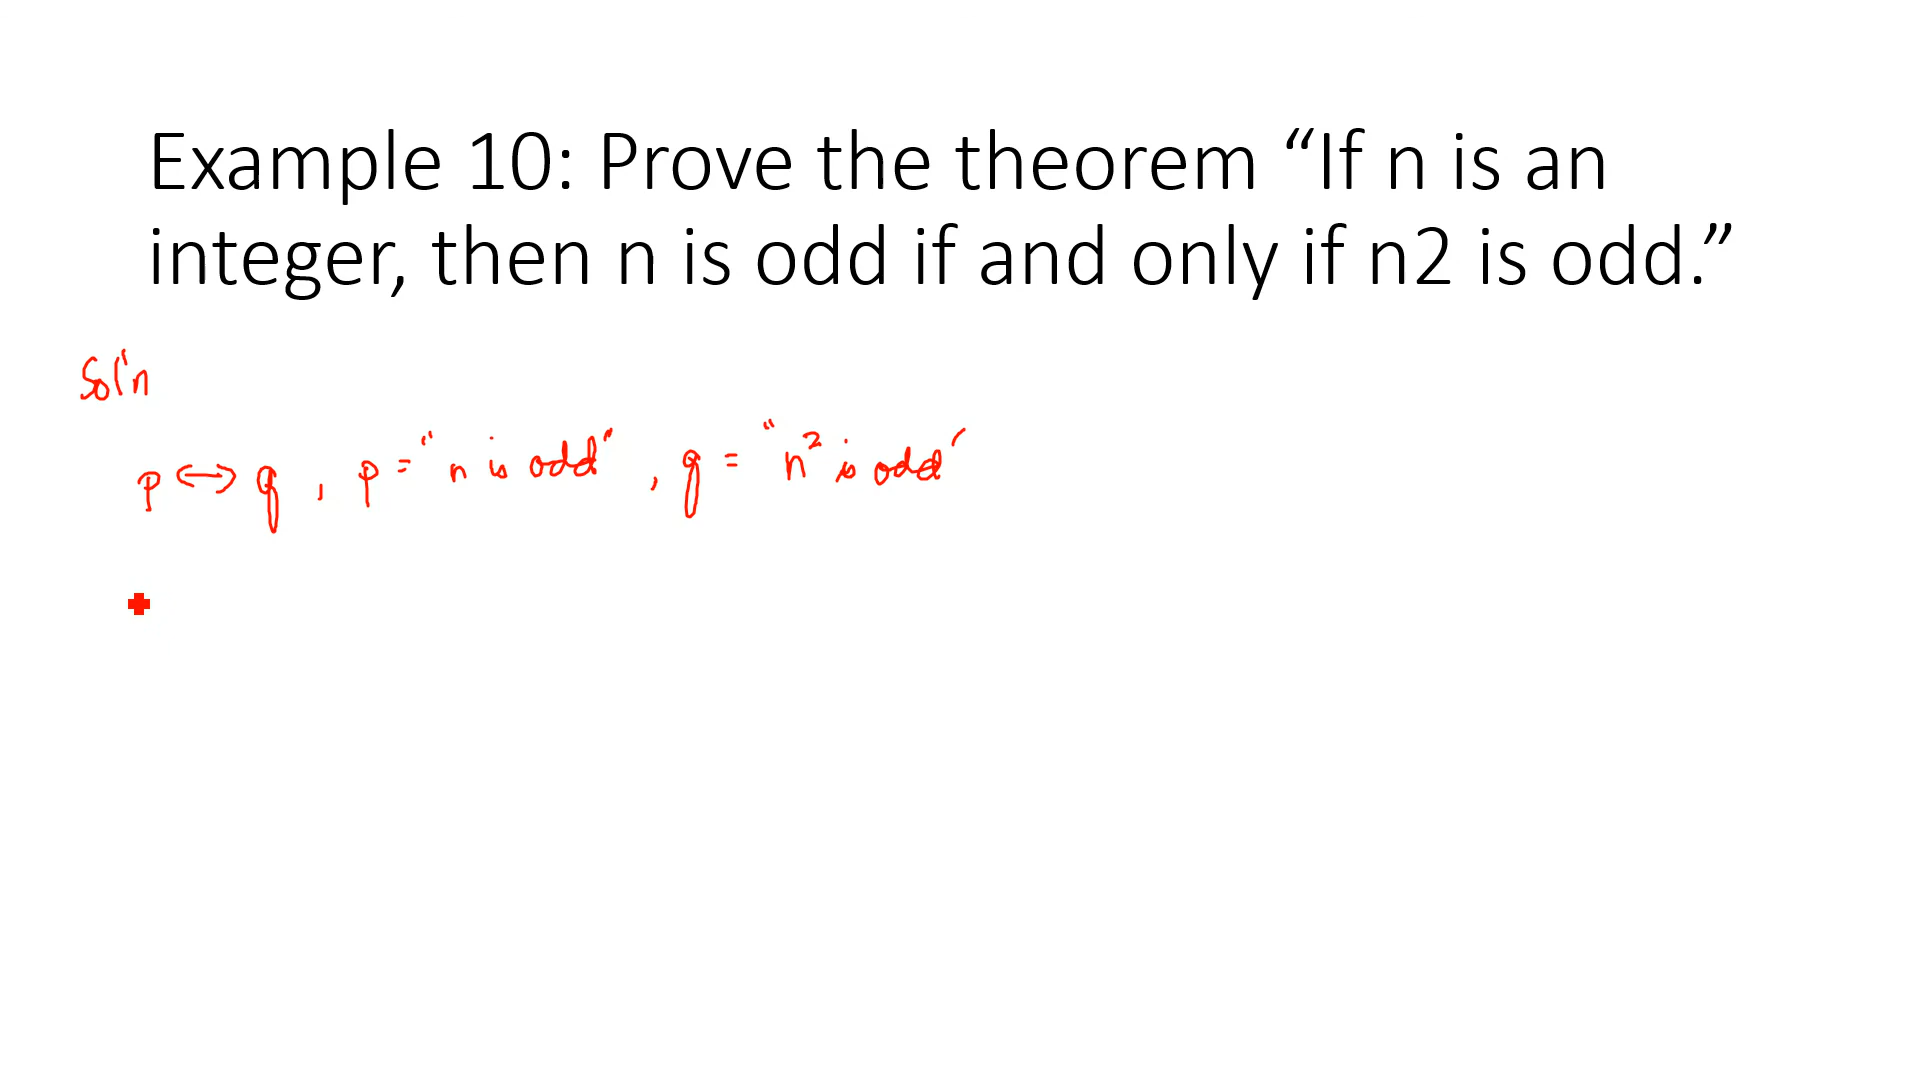 Example 10: Prove the theorem “If n is an
integer, then n is odd if and only if n2 is odd.”
Sol'n
p ↔ q , p = "n is odd" , q = "n² is odd"